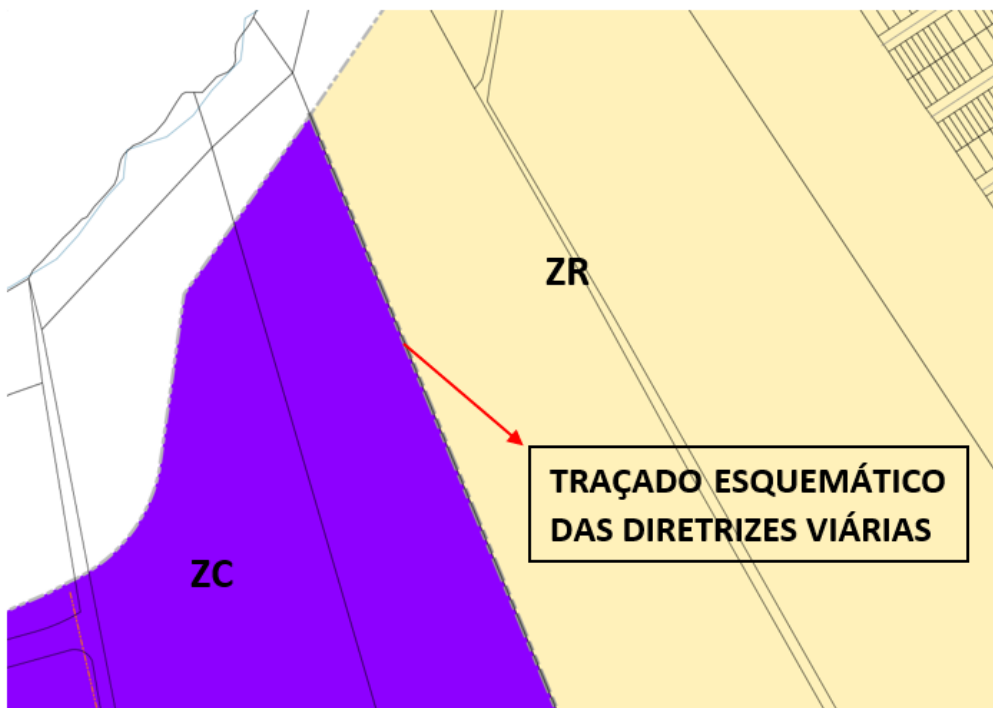 ZR
TRAÇADO ESQUEMÁTICO
DAS DIRETRIZES VIÁRIAS
ZC